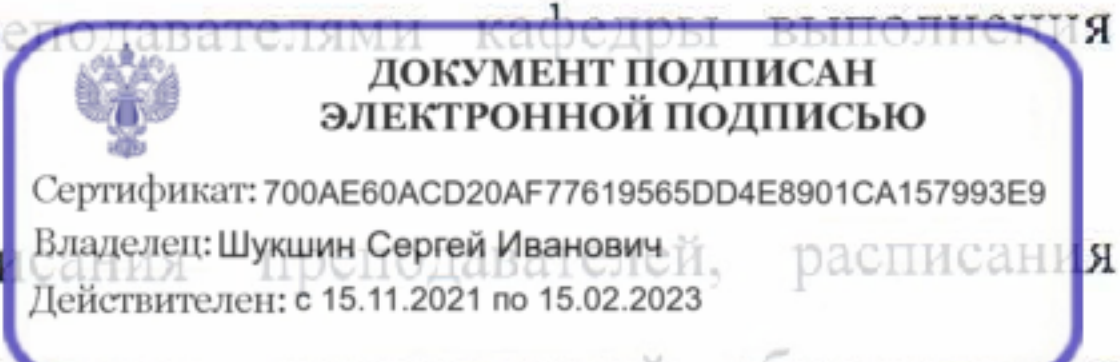 еподавателями кафедры выполнения
ДОКУМЕНТ ПОДПИСАН
ЭЛЕКТРОННОЙ ПОДПИСЬЮ
Сертификат: 700AE60ACD20AF77619565DD4E8901CA157993E9
Владелец: Шукшин Сергей Иванович
исания преподавателей, расписания
Действителен: с 15.11.2021 по 15.02.2023